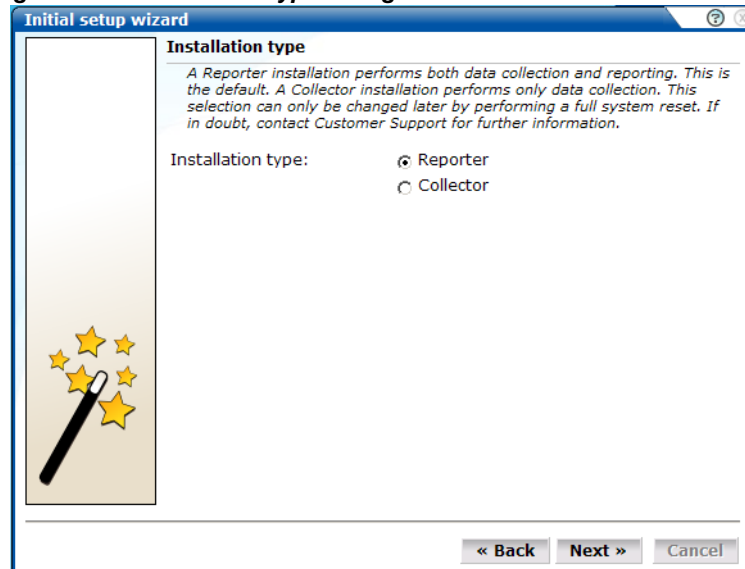 Initial setup wizard
Installation type
A Reporter installation performs both data collection and reporting. This is
the default. A Collector installation performs only data collection. This
selection can only be changed later by performing a full system reset. If
in doubt, contact Customer Support for further information.
Installation type:
Reporter
Collector
« Back Next » Cancel